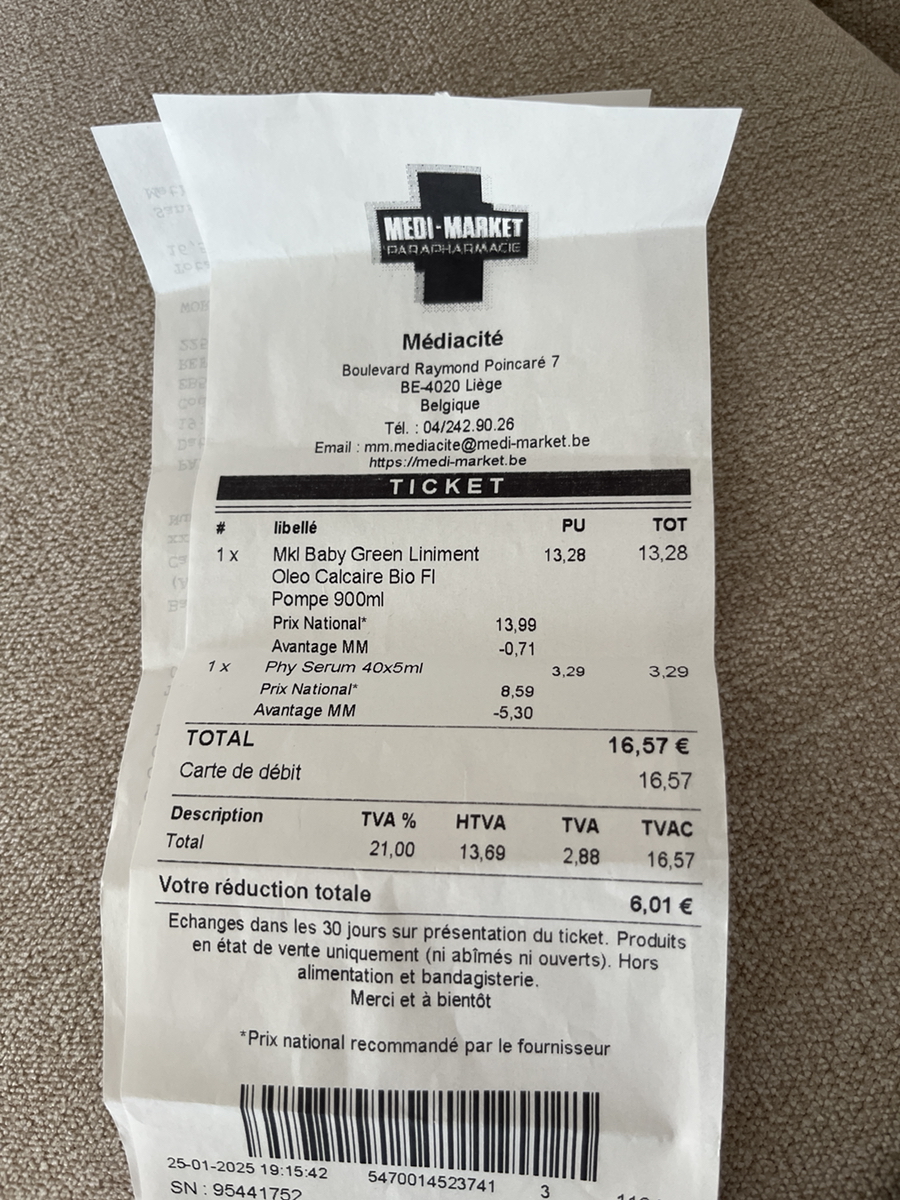 MEDI-MARKET
PARAPHARMACIE
Médiacité
Boulevard Raymond Poincaré 7
BE-4020 Liège
Belgique
Tél. : 04/242.90.26
Email : mm.mediacite@medi-market.be
https://medi-market.be
TICKET
# libellé PU TOT
1 x Mkl Baby Green Liniment 13,28 13,28
Oleo Calcaire Bio Fl
Pompe 900ml
Prix National* 13,99
Avantage MM -0,71
1 x Phy Serum 40x5ml 3,29 3,29
Prix National* 8,59
Avantage MM -5,30
TOTAL 16,57 €
Carte de débit 16,57
Description TVA % HTVA TVA TVAC
Total 21,00 13,69 2,88 16,57
Votre réduction totale 6,01 €
Echanges dans les 30 jours sur présentation du ticket. Produits
en état de vente uniquement (ni abîmés ni ouverts). Hors
alimentation et bandagisterie.
Merci et à bientôt
*Prix national recommandé par le fournisseur
25-01-2025 19:15:42 5470014523741 3
SN : 95441752